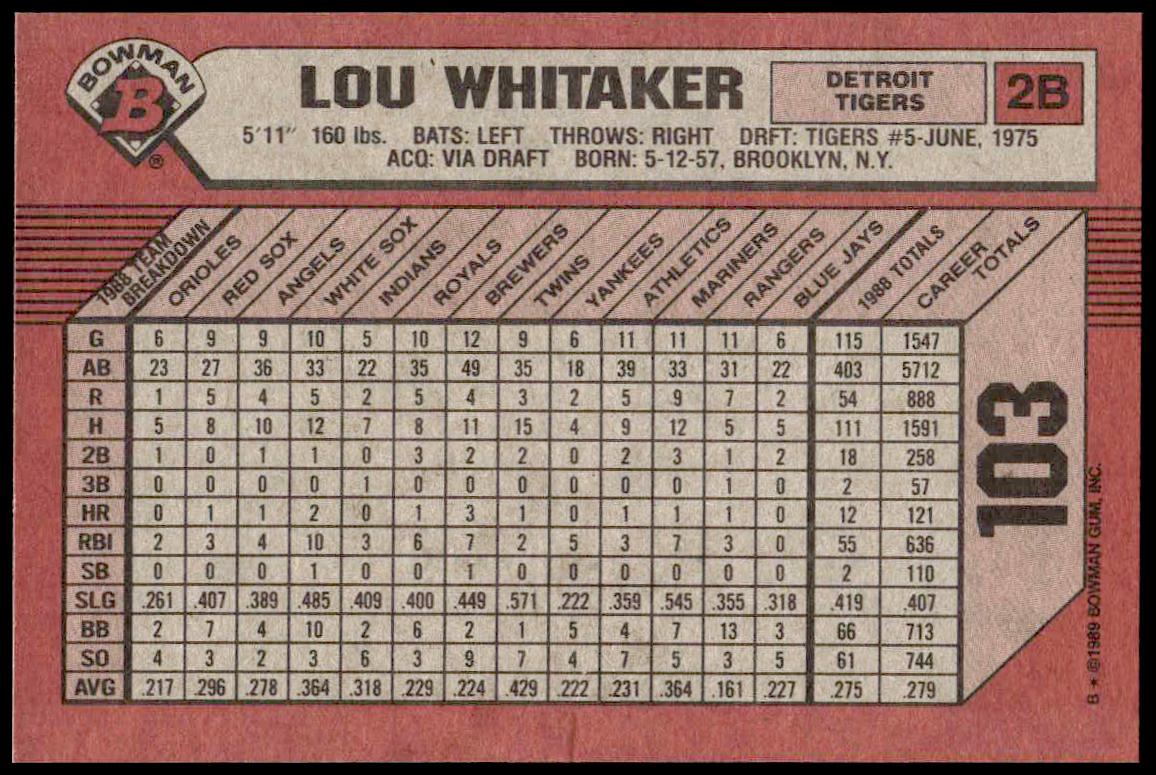 BOWMAN
B
®
LOU WHITAKER
DETROIT
TIGERS
2B
5'11" 160 lbs. BATS: LEFT THROWS: RIGHT DRFT: TIGERS #5-JUNE, 1975
ACQ: VIA DRAFT BORN: 5-12-57, BROOKLYN, N.Y.
1988 TEAM
BREAKDOWN
ORIOLES
RED SOX
ANGELS
WHITE SOX
INDIANS
ROYALS
BREWERS
TWINS
YANKEES
ATHLETICS
MARINERS
RANGERS
BLUE JAYS
1988 TOTALS
CAREER
TOTALS
G 6 9 9 10 5 10 12 9 6 11 11 11 6 115 1547
AB 23 27 36 33 22 35 49 35 18 39 33 31 22 403 5712
R 1 5 4 5 2 5 4 3 2 5 9 7 2 54 888
H 5 8 10 12 7 8 11 15 4 9 12 5 5 111 1591
2B 1 0 1 1 0 3 2 2 0 2 3 1 2 18 258
3B 0 0 0 0 1 0 0 0 0 0 0 1 0 2 57
HR 0 1 1 2 0 1 3 1 0 1 1 1 0 12 121
RBI 2 3 4 10 3 6 7 2 5 3 7 3 0 55 636
SB 0 0 0 1 0 0 1 0 0 0 0 0 0 2 110
SLG .261 .407 .389 .485 .409 .400 .449 .571 .222 .359 .545 .355 .318 .419 .407
BB 2 7 4 10 2 6 2 1 5 4 7 13 3 66 713
SO 4 3 2 3 6 3 9 7 4 7 5 3 5 61 744
AVG .217 .296 .278 .364 .318 .229 .224 .429 .222 .231 .364 .161 .227 .275 .279
103
B ★ ©1989 BOWMAN GUM, INC.